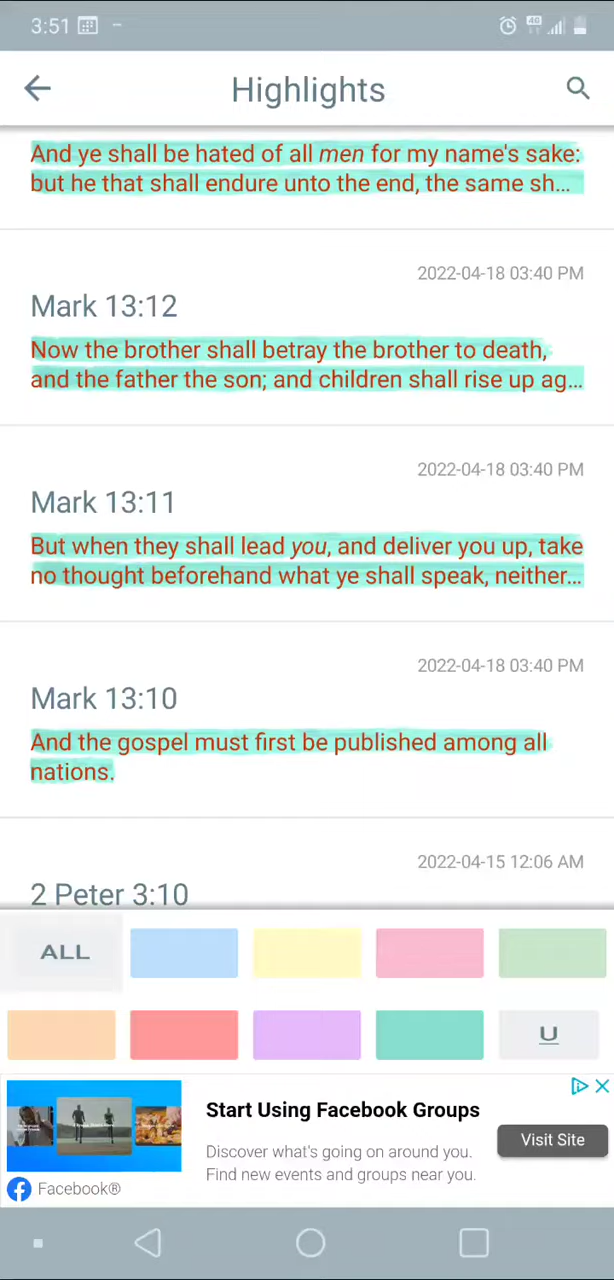 3:51
4G
Highlights
And ye shall be hated of all men for my name's sake:
but he that shall endure unto the end, the same sh...
2022-04-18 03:40 PM
Mark 13:12
Now the brother shall betray the brother to death,
and the father the son; and children shall rise up ag...
2022-04-18 03:40 PM
Mark 13:11
But when they shall lead you, and deliver you up, take
no thought beforehand what ye shall speak, neither...
2022-04-18 03:40 PM
Mark 13:10
And the gospel must first be published among all
nations.
2022-04-15 12:06 AM
2 Peter 3:10
ALL
U
Start Using Facebook Groups
Discover what's going on around you.
Find new events and groups near you.
Visit Site
Facebook®